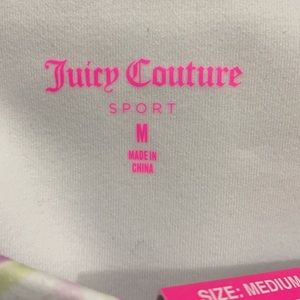 Juicy Couture
SPORT
M
MADE IN
CHINA
SIZE: MEDIUM